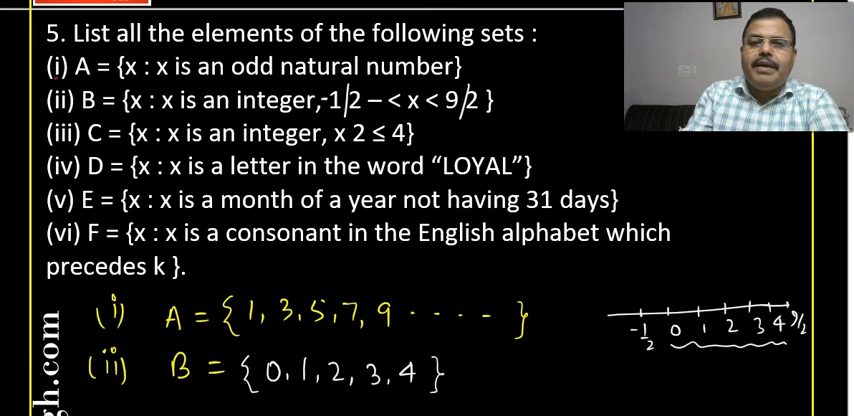 5. List all the elements of the following sets :
(i) A = {x : x is an odd natural number}
(ii) B = {x : x is an integer,-1/2 – < x < 9/2 }
(iii) C = {x : x is an integer, x 2 ≤ 4}
(iv) D = {x : x is a letter in the word “LOYAL”}
(v) E = {x : x is a month of a year not having 31 days}
(vi) F = {x : x is a consonant in the English alphabet which
precedes k }.
(i) A = {1, 3, 5, 7, 9 . . . . - }
-1/2 0 1 2 3 4 9/2
(ii) B = {0, 1, 2, 3, 4 }
gh.com